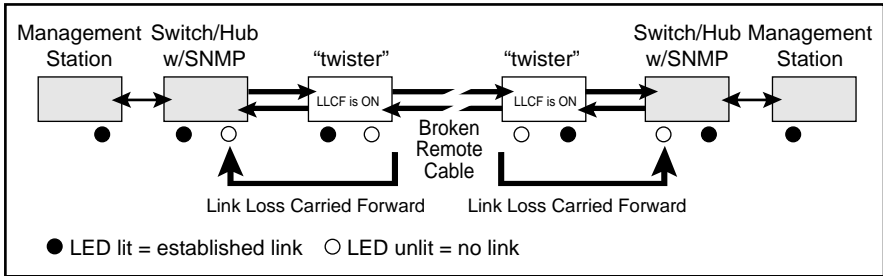 Management
Station
Switch/Hub
w/SNMP
“twister”
“twister”
Switch/Hub
w/SNMP
Management
Station
LLCF is ON
LLCF is ON
Broken
Remote
Cable
Link Loss Carried Forward
Link Loss Carried Forward
LED lit = established link
LED unlit = no link